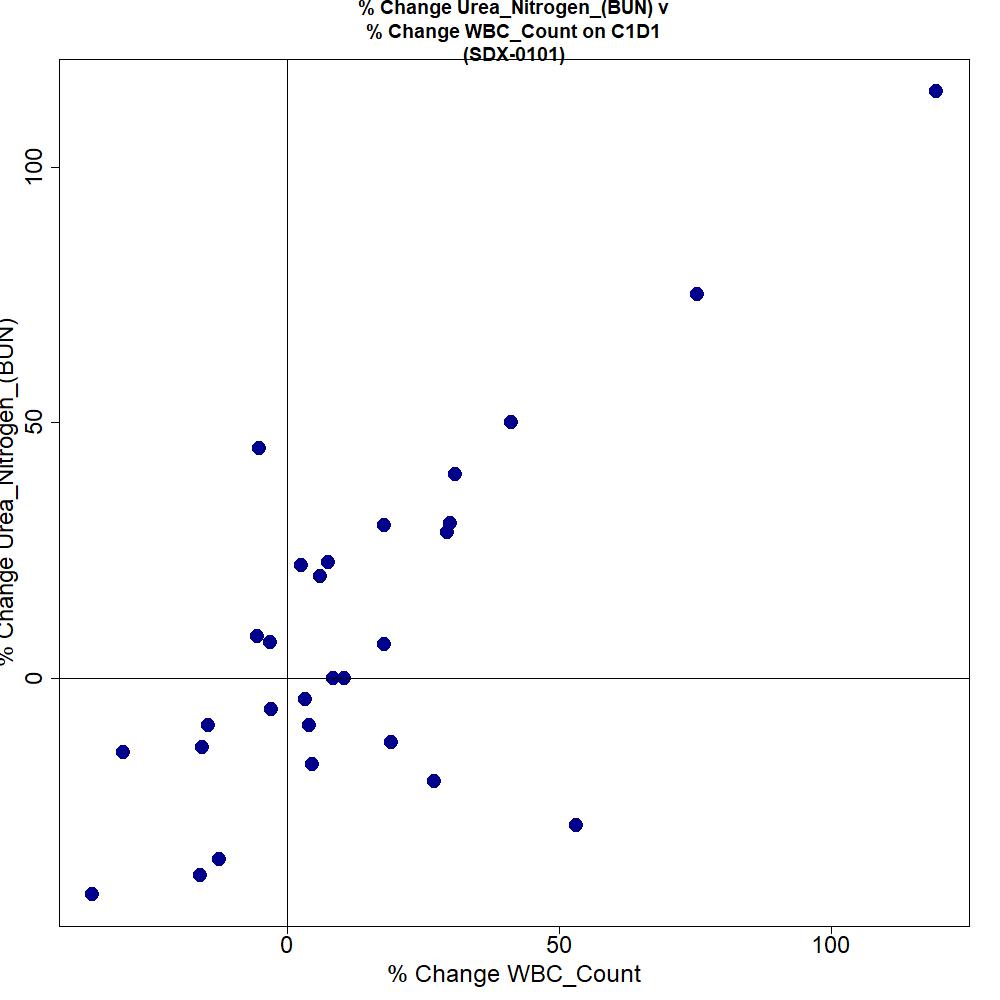 % Change Urea_Nitrogen_(BUN) v
% Change WBC_Count on C1D1
(SDX-0101)
% Change Urea_Nitrogen_(BUN)
100
50
0
0
50
100
% Change WBC_Count